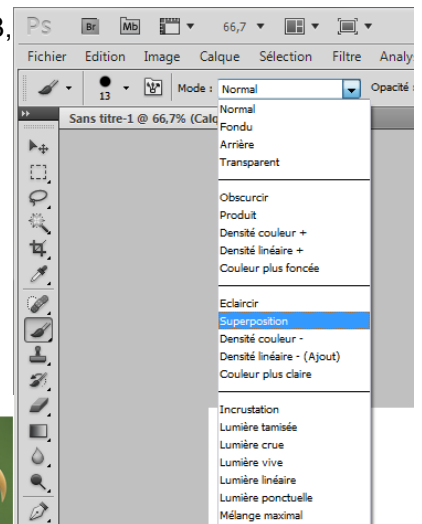 3,
Ps Br Mb 66,7
Fichier Edition Image Calque Sélection Filtre Analy
13 Mode : Normal Opacité :
Sans titre-1 @ 66,7% (Calq
Normal
Fondu
Arrière
Transparent
Obscurcir
Produit
Densité couleur +
Densité linéaire +
Couleur plus foncée
Eclaircir
Superposition
Densité couleur -
Densité linéaire - (Ajout)
Couleur plus claire
Incrustation
Lumière tamisée
Lumière crue
Lumière vive
Lumière linéaire
Lumière ponctuelle
Mélange maximal